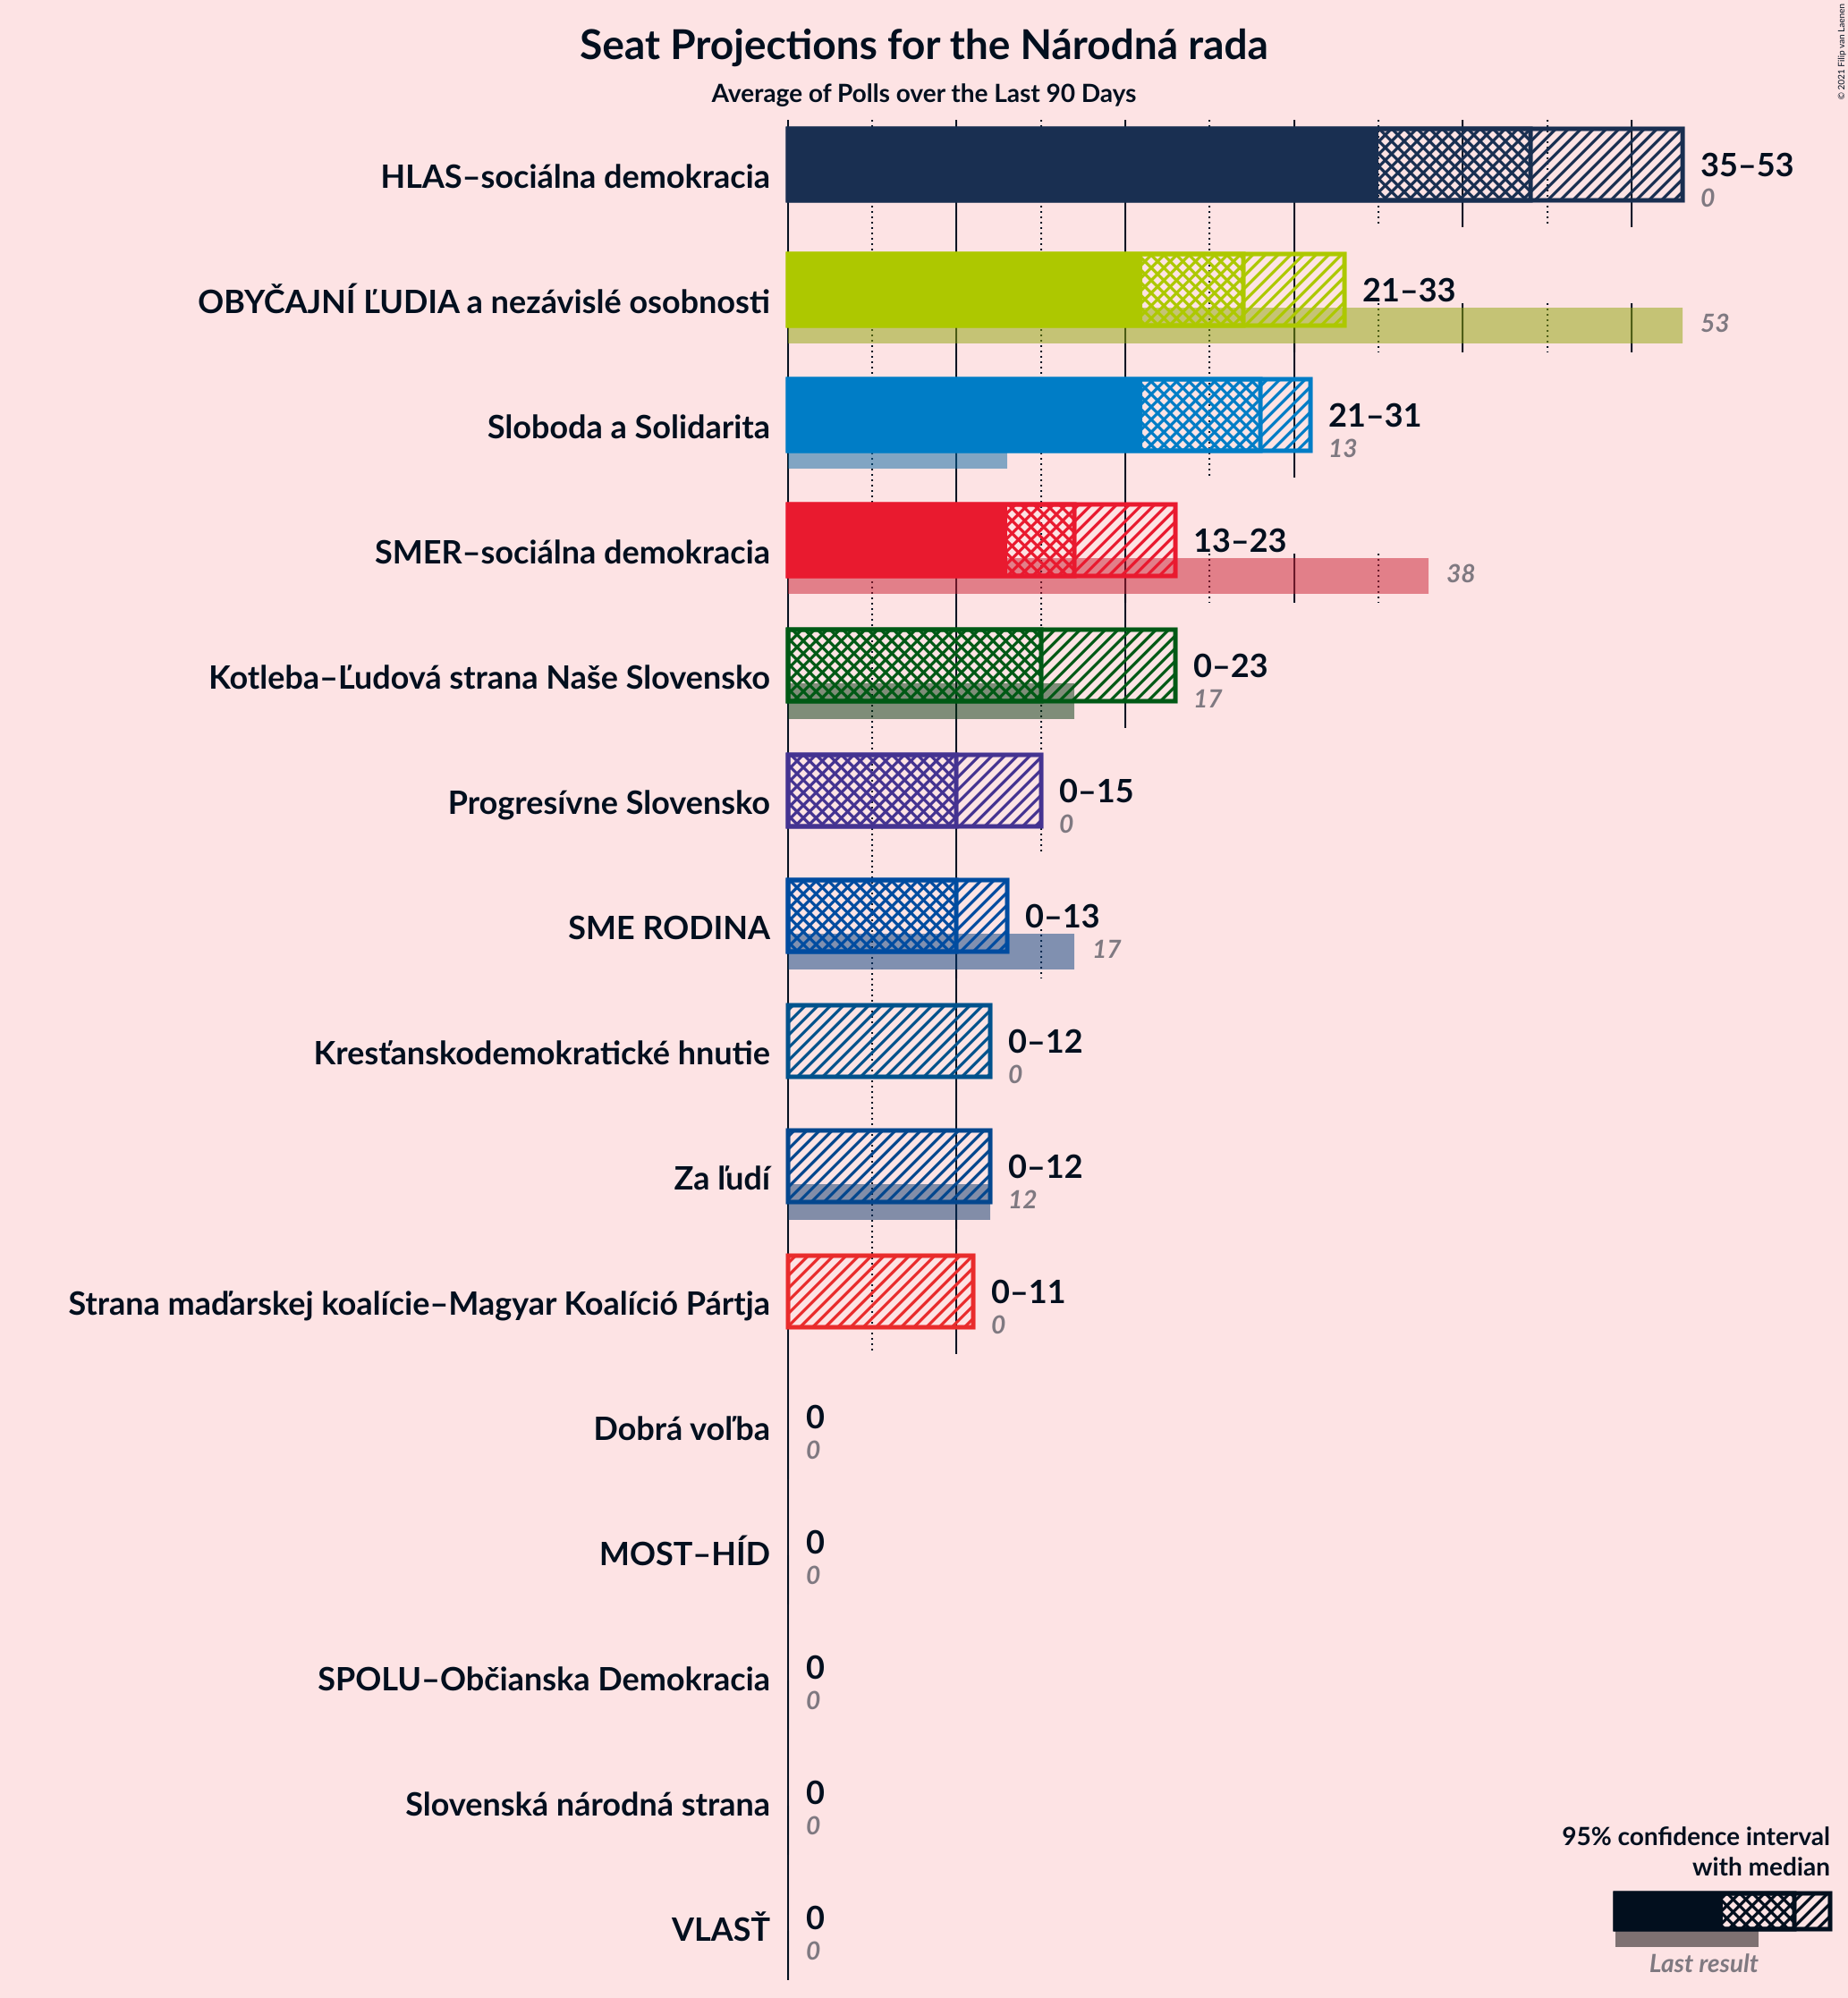 Seat Projections for the Národná rada
Average of Polls over the Last 90 Days
© 2021 Filip van Laenen
HLAS–sociálna demokracia
35–53
0
OBYČAJNÍ ĽUDIA a nezávislé osobnosti
21–33
53
Sloboda a Solidarita
21–31
13
SMER–sociálna demokracia
13–23
38
Kotleba–Ľudová strana Naše Slovensko
0–23
17
Progresívne Slovensko
0–15
0
SME RODINA
0–13
17
Kresťanskodemokratické hnutie
0–12
0
Za ľudí
0–12
12
Strana maďarskej koalície–Magyar Koalíció Pártja
0–11
0
Dobrá voľba
0
0
MOST–HÍD
0
0
SPOLU–Občianska Demokracia
0
0
Slovenská národná strana
0
0
VLASŤ
0
0
95% confidence interval
with median
Last result